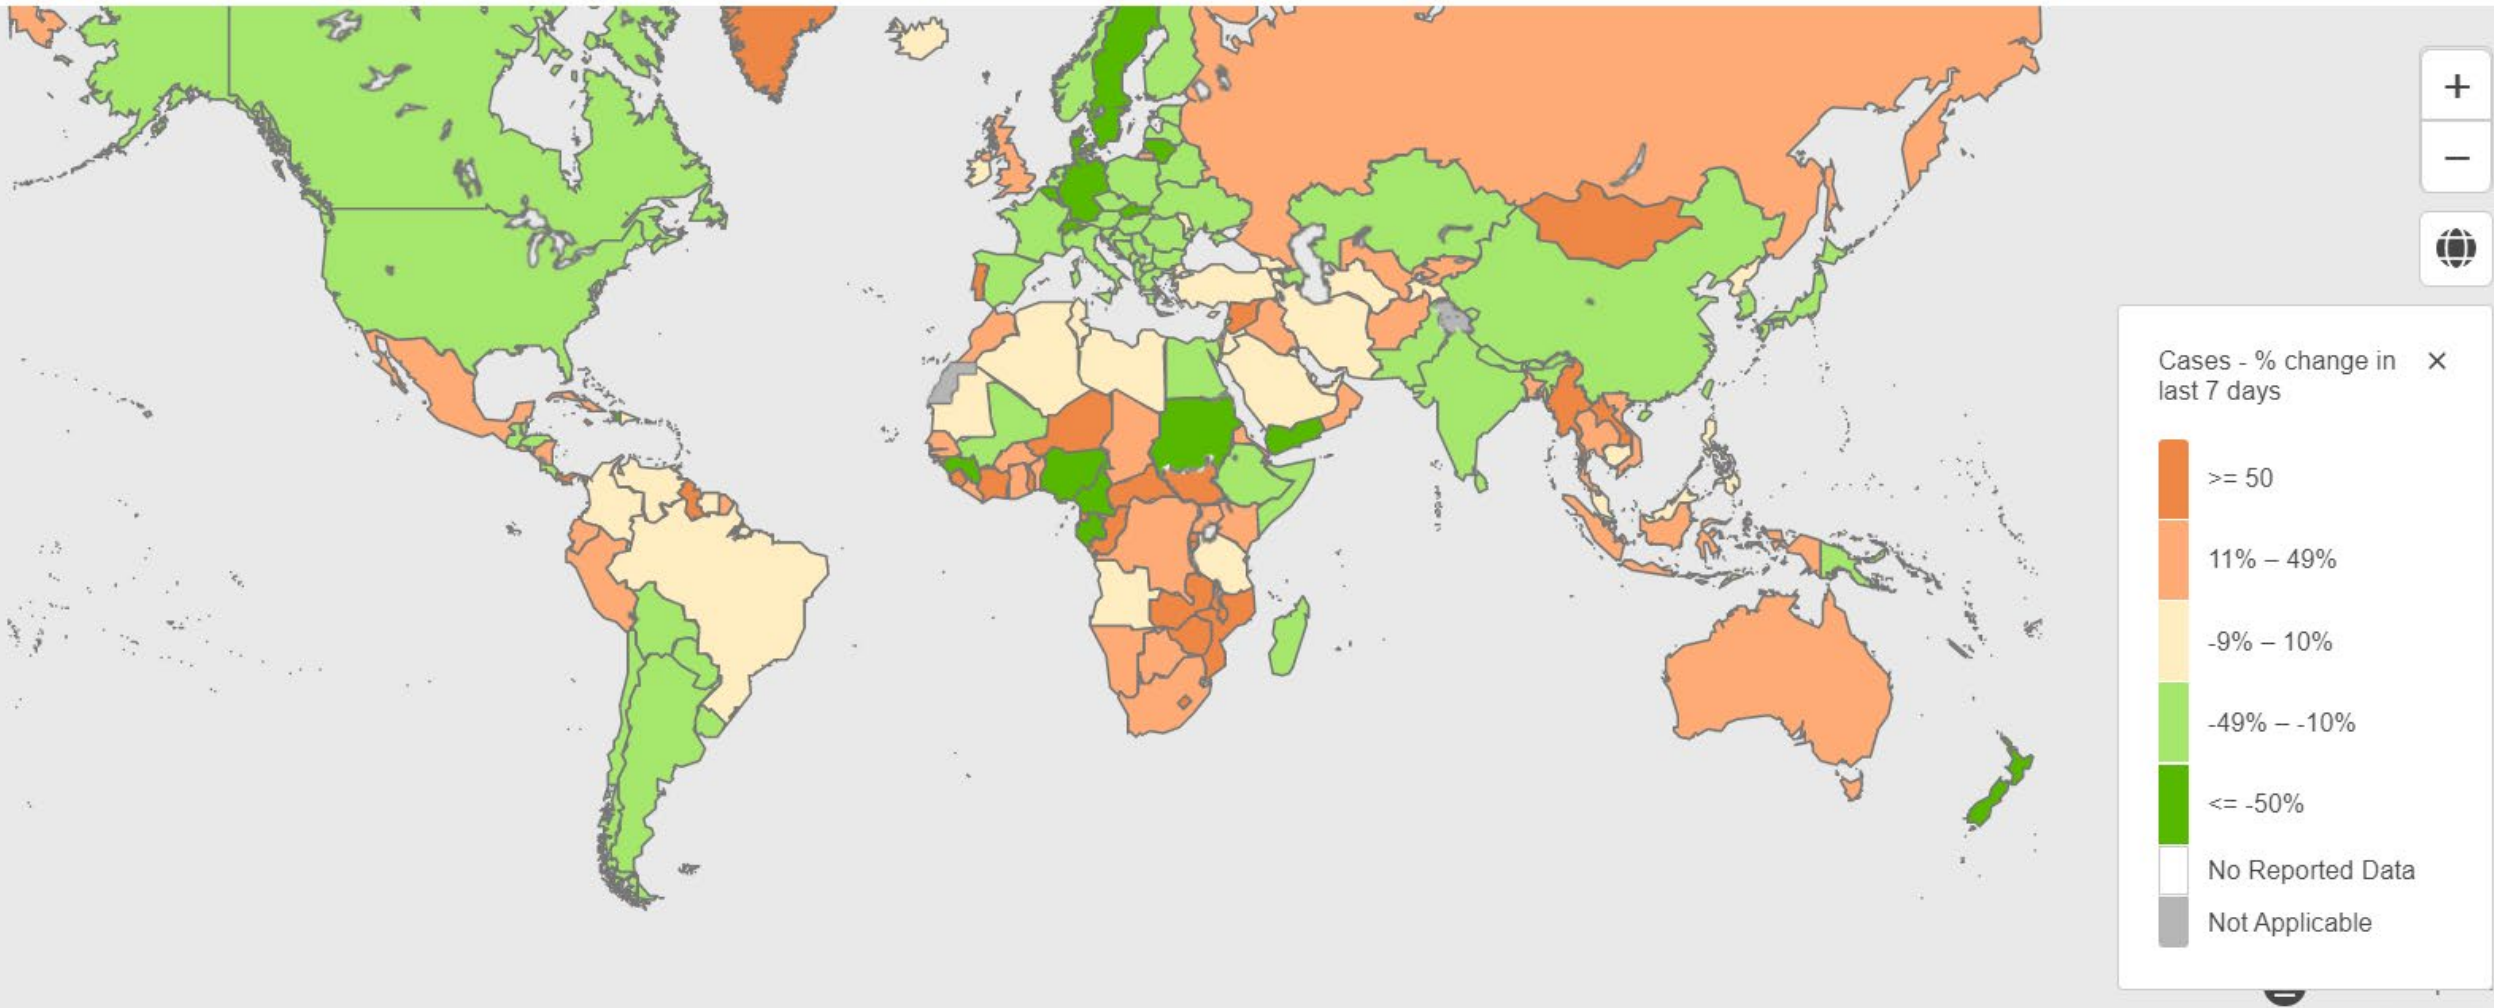 +
−
Cases - % change in ×
last 7 days
>= 50
11% – 49%
-9% – 10%
-49% – -10%
<= -50%
No Reported Data
Not Applicable